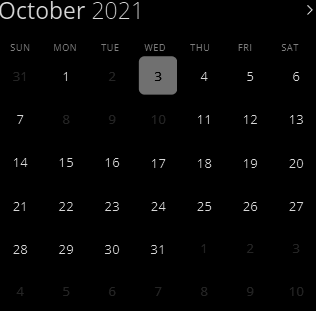 October 2021
SUN MON TUE WED THU FRI SAT
31 1 2 3 4 5 6
7 8 9 10 11 12 13
14 15 16 17 18 19 20
21 22 23 24 25 26 27
28 29 30 31 1 2 3
4 5 6 7 8 9 10